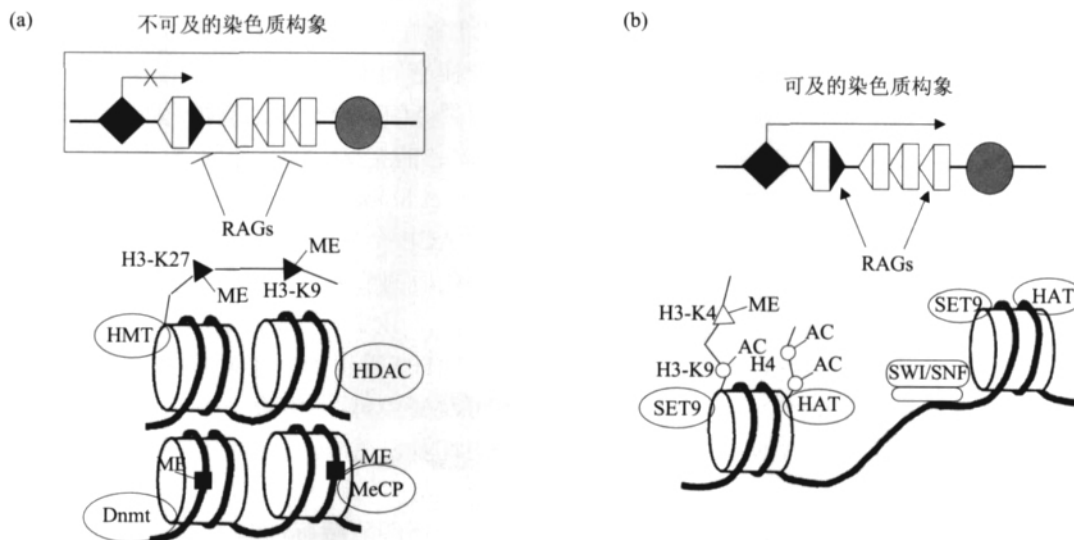 (a)
不可及的染色质构象
RAGs
ME
H3-K27
ME
H3-K9
HMT
HDAC
ME
ME
MeCP
Dnmt
(b)
可及的染色质构象
RAGs
H3-K4
ME
AC
AC
H3-K9
H4
AC
SET9
HAT
SWI/SNF
SET9
HAT